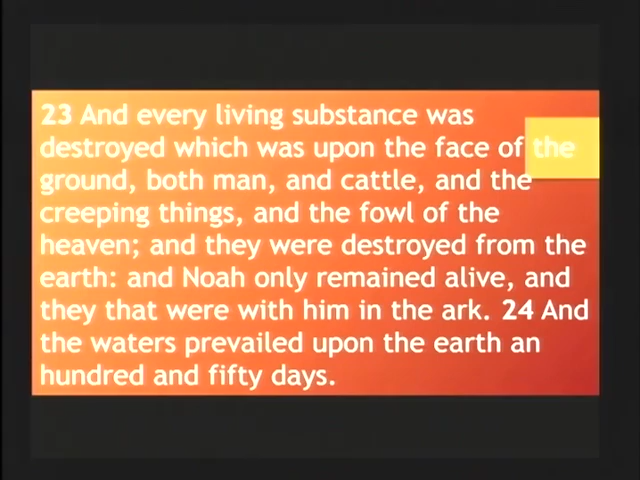 23 And every living substance was
destroyed which was upon the face of the
ground, both man, and cattle, and the
creeping things, and the fowl of the
heaven; and they were destroyed from the
earth: and Noah only remained alive, and
they that were with him in the ark. 24 And
the waters prevailed upon the earth an
hundred and fifty days.